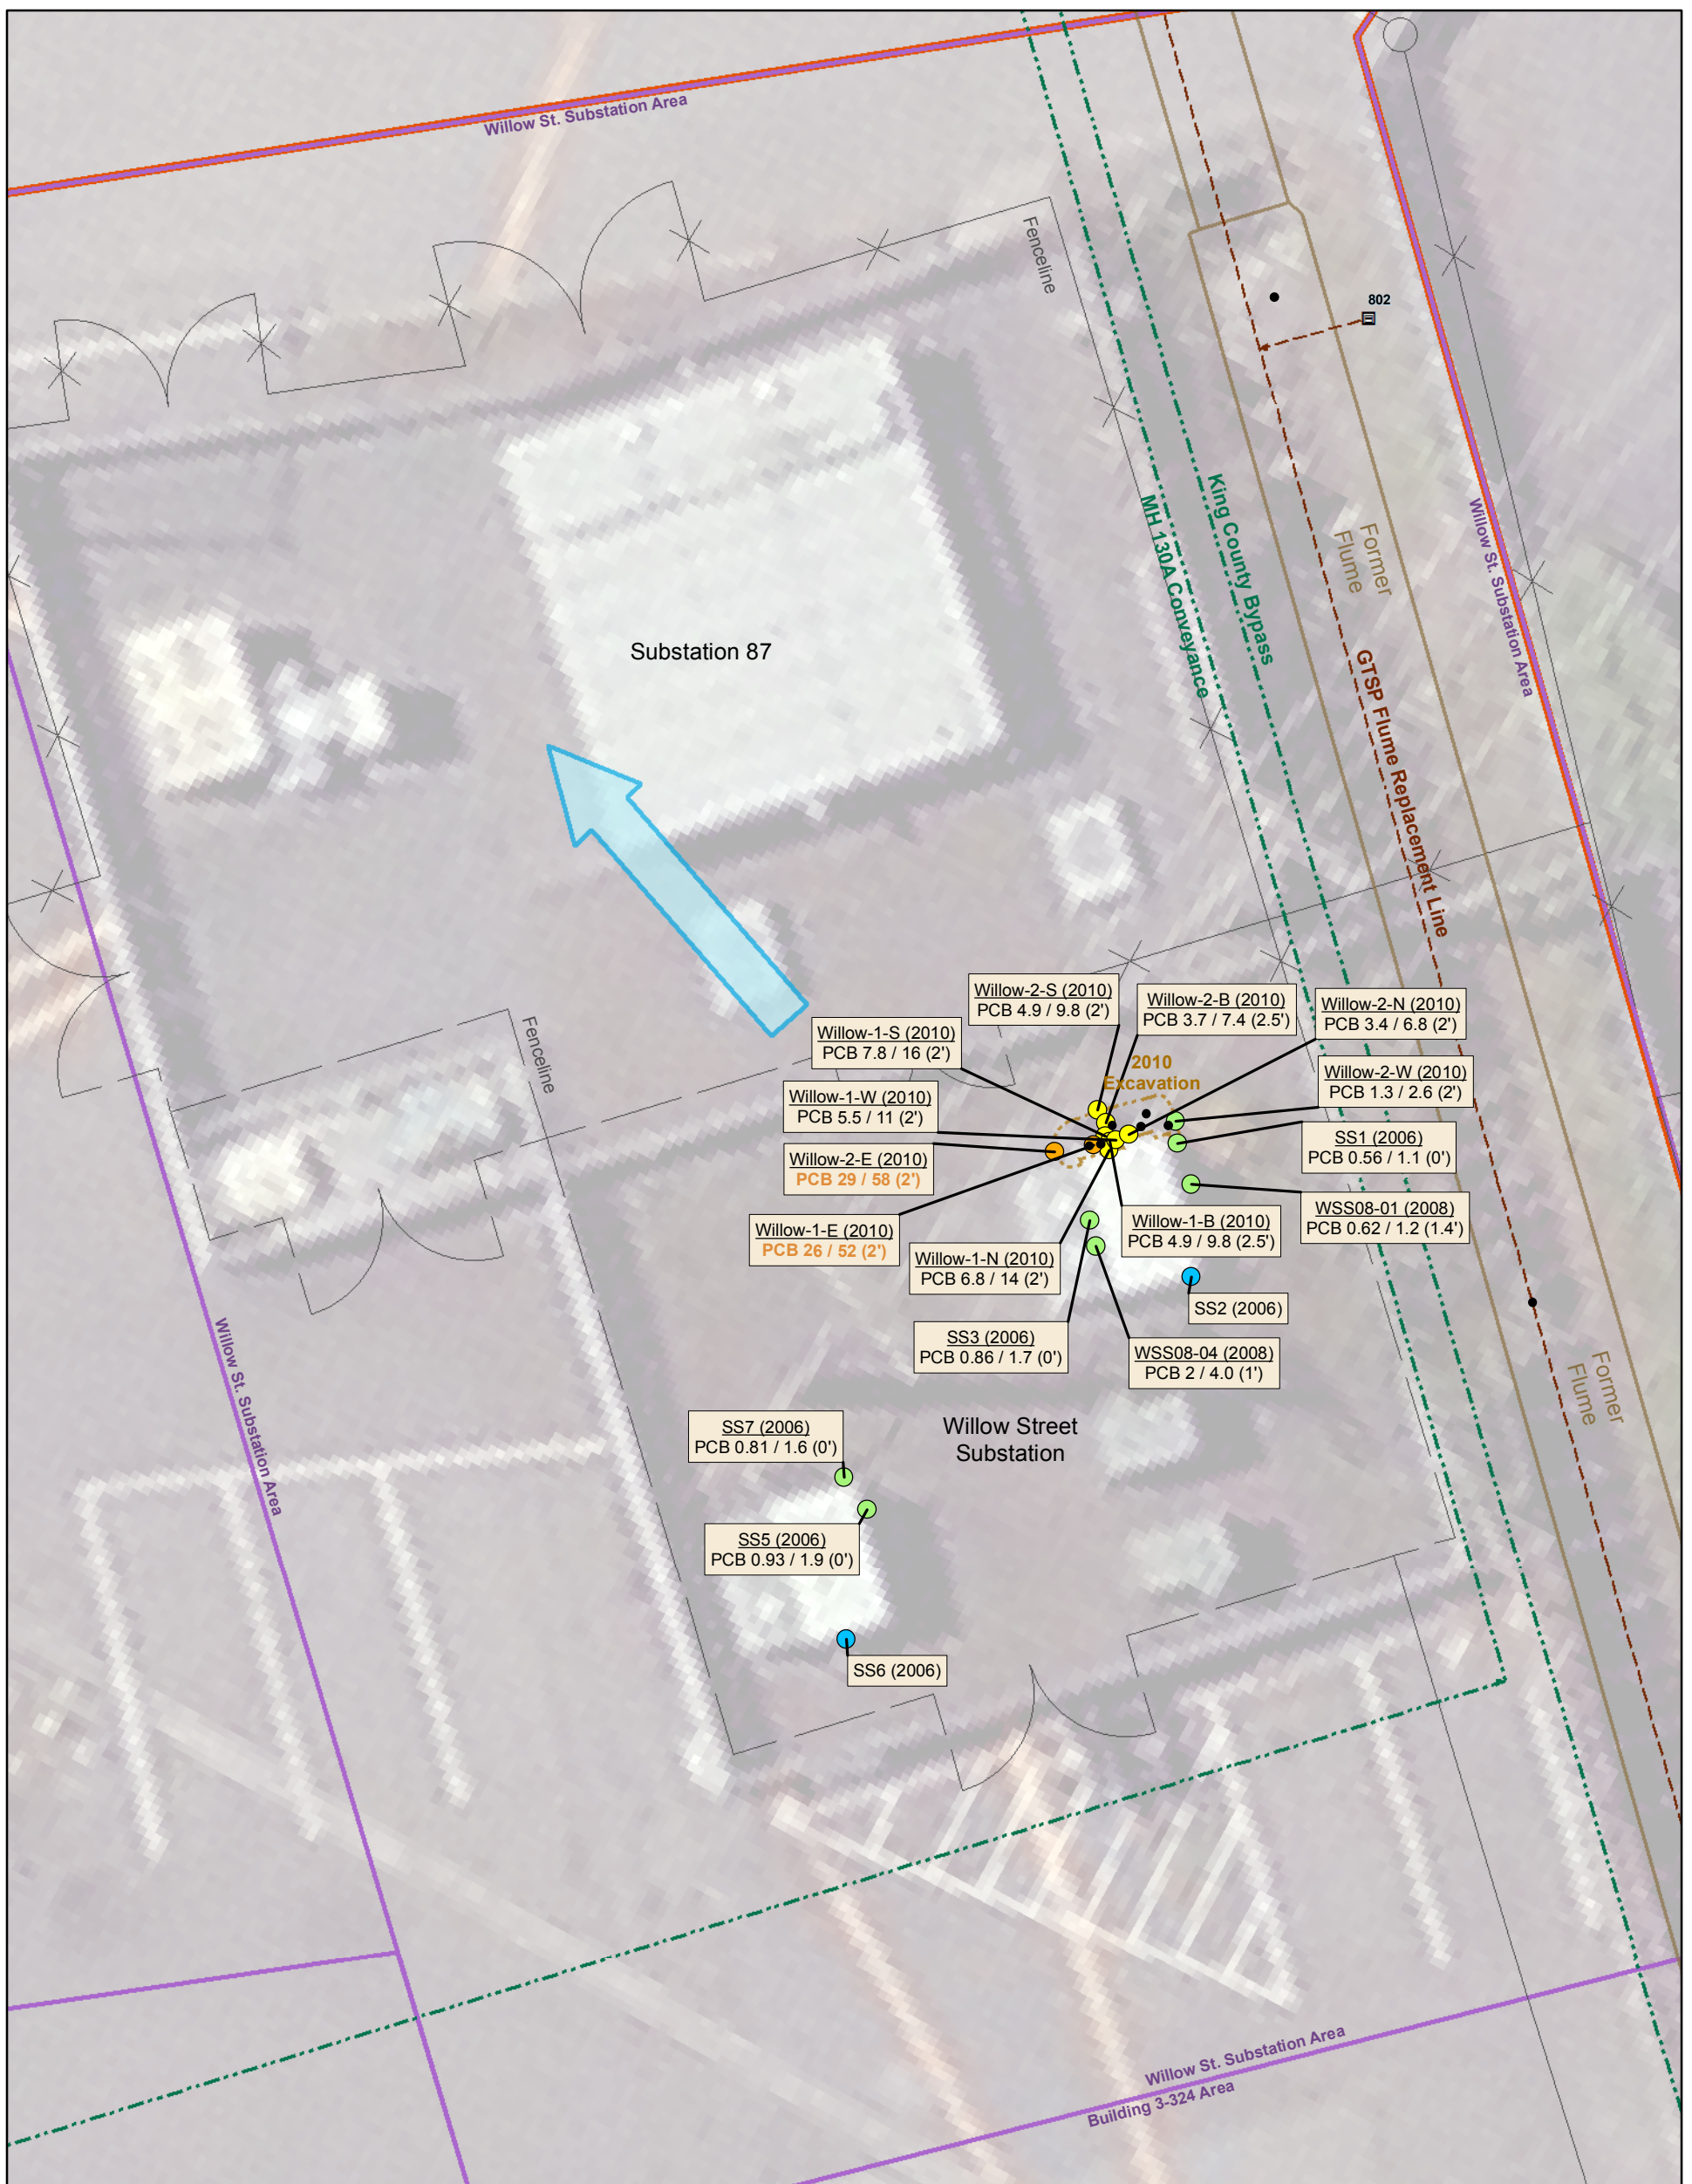 Willow St. Substation Area
Fenceline
802
King County Bypass
MH 130A Conveyance
Former
Flume
Willow St. Substation Area
Substation 87
GTSP Flume Replacement Line
Willow-2-S (2010)
PCB 4.9 / 9.8 (2')
Willow-2-B (2010)
PCB 3.7 / 7.4 (2.5')
Willow-2-N (2010)
PCB 3.4 / 6.8 (2')
Willow-1-S (2010)
PCB 7.8 / 16 (2')
2010
Excavation
Willow-2-W (2010)
PCB 1.3 / 2.6 (2')
Fenceline
Willow-1-W (2010)
PCB 5.5 / 11 (2')
SS1 (2006)
PCB 0.56 / 1.1 (0')
Willow-2-E (2010)
PCB 29 / 58 (2')
WSS08-01 (2008)
PCB 0.62 / 1.2 (1.4')
Willow-1-E (2010)
PCB 26 / 52 (2')
Willow-1-B (2010)
PCB 4.9 / 9.8 (2.5')
Willow-1-N (2010)
PCB 6.8 / 14 (2')
SS2 (2006)
SS3 (2006)
PCB 0.86 / 1.7 (0')
WSS08-04 (2008)
PCB 2 / 4.0 (1')
Former
Flume
Willow St. Substation Area
SS7 (2006)
PCB 0.81 / 1.6 (0')
Willow Street
Substation
SS5 (2006)
PCB 0.93 / 1.9 (0')
SS6 (2006)
Willow St. Substation Area
Building 3-324 Area